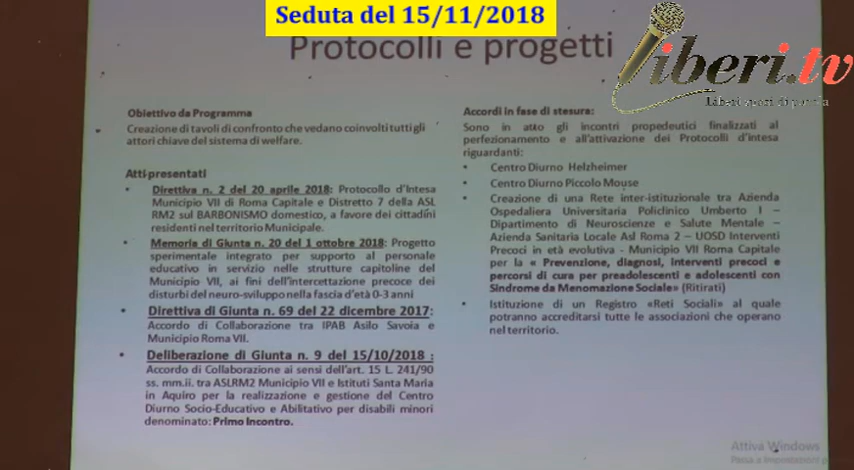 Seduta del 15/11/2018
Protocolli e progetti
liberi.tv
Liberi spazi di parola
Obiettivo da Programma
Creazione di tavoli di confronto che vedano coinvolti tutti gli
attori chiave del sistema di welfare.
Atti presentati
• Direttiva n. 2 del 20 aprile 2018: Protocollo d'Intesa
Municipio VII di Roma Capitale e Distretto 7 della ASL
RM2 sul BARBONISMO domestico, a favore dei cittadini
residenti nel territorio Municipale.
• Memoria di Giunta n. 20 del 1 ottobre 2018: Progetto
sperimentale integrato per supporto al personale
educativo in servizio nelle strutture capitoline del
Municipio VII, ai fini dell'intercettazione precoce dei
disturbi del neuro-sviluppo nella fascia d'età 0-3 anni
• Direttiva di Giunta n. 69 del 22 dicembre 2017:
Accordo di Collaborazione tra IPAB Asilo Savoia e
Municipio Roma VII.
• Deliberazione di Giunta n. 9 del 15/10/2018 :
Accordo di Collaborazione ai sensi dell'art. 15 L. 241/90
ss. mm.ii. tra ASLRM2 Municipio VII e Istituti Santa Maria
in Aquiro per la realizzazione e gestione del Centro
Diurno Socio-Educativo e Abilitativo per disabili minori
denominato: Primo Incontro.
Accordi in fase di stesura:
Sono in atto gli incontri propedeutici finalizzati al
perfezionamento e all'attivazione dei Protocolli d'intesa
riguardanti:
• Centro Diurno Helzheimer
• Centro Diurno Piccolo Mouse
• Creazione di una Rete inter-istituzionale tra Azienda
Ospedaliera Universitaria Policlinico Umberto I –
Dipartimento di Neuroscienze e Salute Mentale –
Azienda Sanitaria Locale Asl Roma 2 – UOSD Interventi
Precoci in età evolutiva - Municipio VII Roma Capitale
per la « Prevenzione, diagnosi, interventi precoci e
percorsi di cura per preadolescenti e adolescenti con
Sindrome da Menomazione Sociale» (Ritirati)
• Istituzione di un Registro «Reti Sociali» al quale
potranno accreditarsi tutte le associazioni che operano
nel territorio.
Attiva Windows
Passa a Impostazioni p